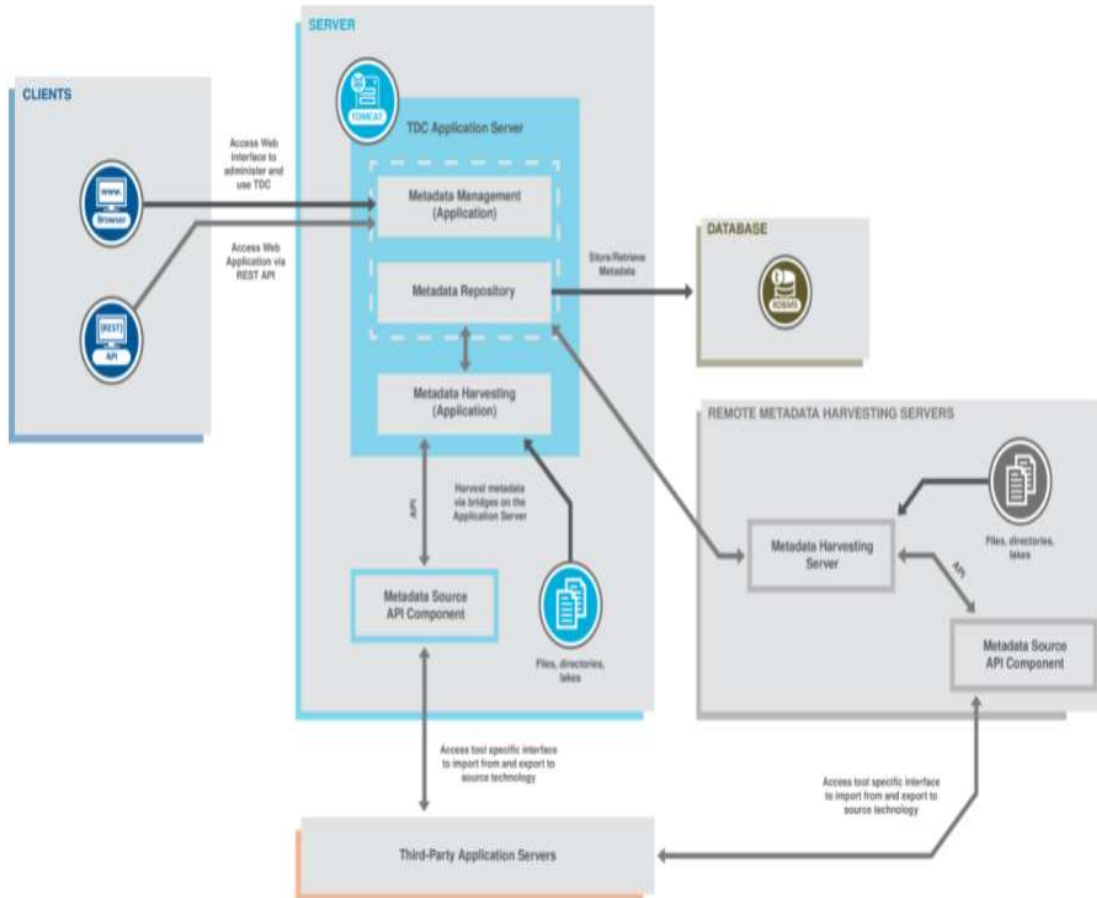 SERVER
TOMCAT
CLIENTS
TDC Application Server
Access Web
Interface to
administer and
use TDC
WWW.
Browser
Metadata Management
(Application)
Access Web
Application via
REST API
DATABASE
Store/Retrieve
Metadata
Metadata Repository
RDBMS
[REST]
API
Metadata Harvesting
(Application)
REMOTE METADATA HARVESTING SERVERS
API
Harvest metadata
via bridges on the
Application Server
Files, directories,
lakes
Metadata Harvesting
Server
API
Metadata Source
API Component
Files, directories,
lakes
Metadata Source
API Component
Access tool specific interface
to import from and export to
source technology
Access tool specific interface
to import from and export to
source technology
Third-Party Application Servers